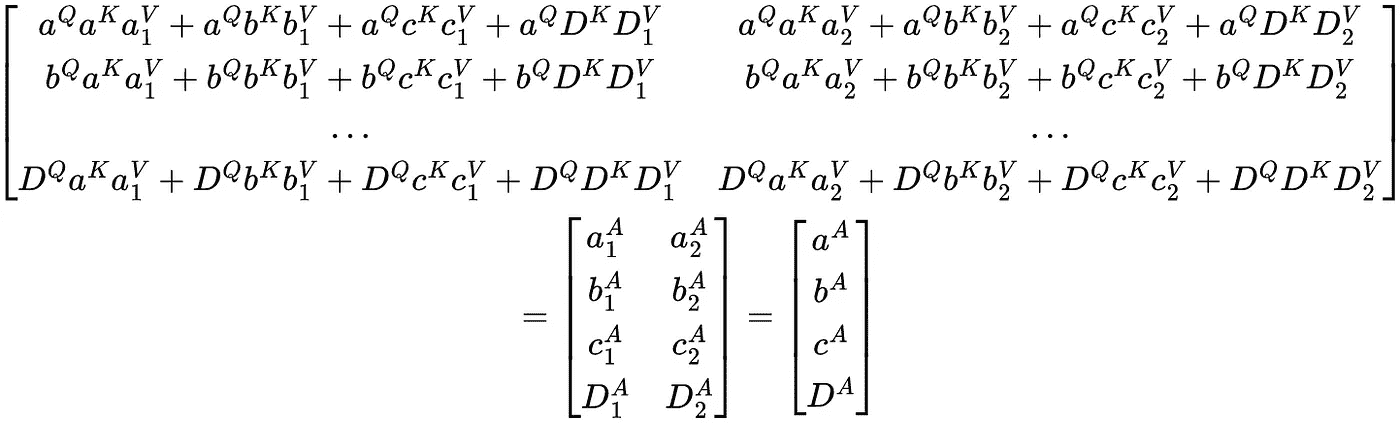 [ a^Q a^K a_1^V + a^Q b^K b_1^V + a^Q c^K c_1^V + a^Q D^K D_1^V    a^Q a^K a_2^V + a^Q b^K b_2^V + a^Q c^K c_2^V + a^Q D^K D_2^V ]
[ b^Q a^K a_1^V + b^Q b^K b_1^V + b^Q c^K c_1^V + b^Q D^K D_1^V    b^Q a^K a_2^V + b^Q b^K b_2^V + b^Q c^K c_2^V + b^Q D^K D_2^V ]
[ ...    ... ]
[ D^Q a^K a_1^V + D^Q b^K b_1^V + D^Q c^K c_1^V + D^Q D^K D_1^V    D^Q a^K a_2^V + D^Q b^K b_2^V + D^Q c^K c_2^V + D^Q D^K D_2^V ]
[ a_1^A  a_2^A ]    [ a^A ]
[ b_1^A  b_2^A ]    [ b^A ]
= [ c_1^A  c_2^A ] = [ c^A ]
[ D_1^A  D_2^A ]    [ D^A ]